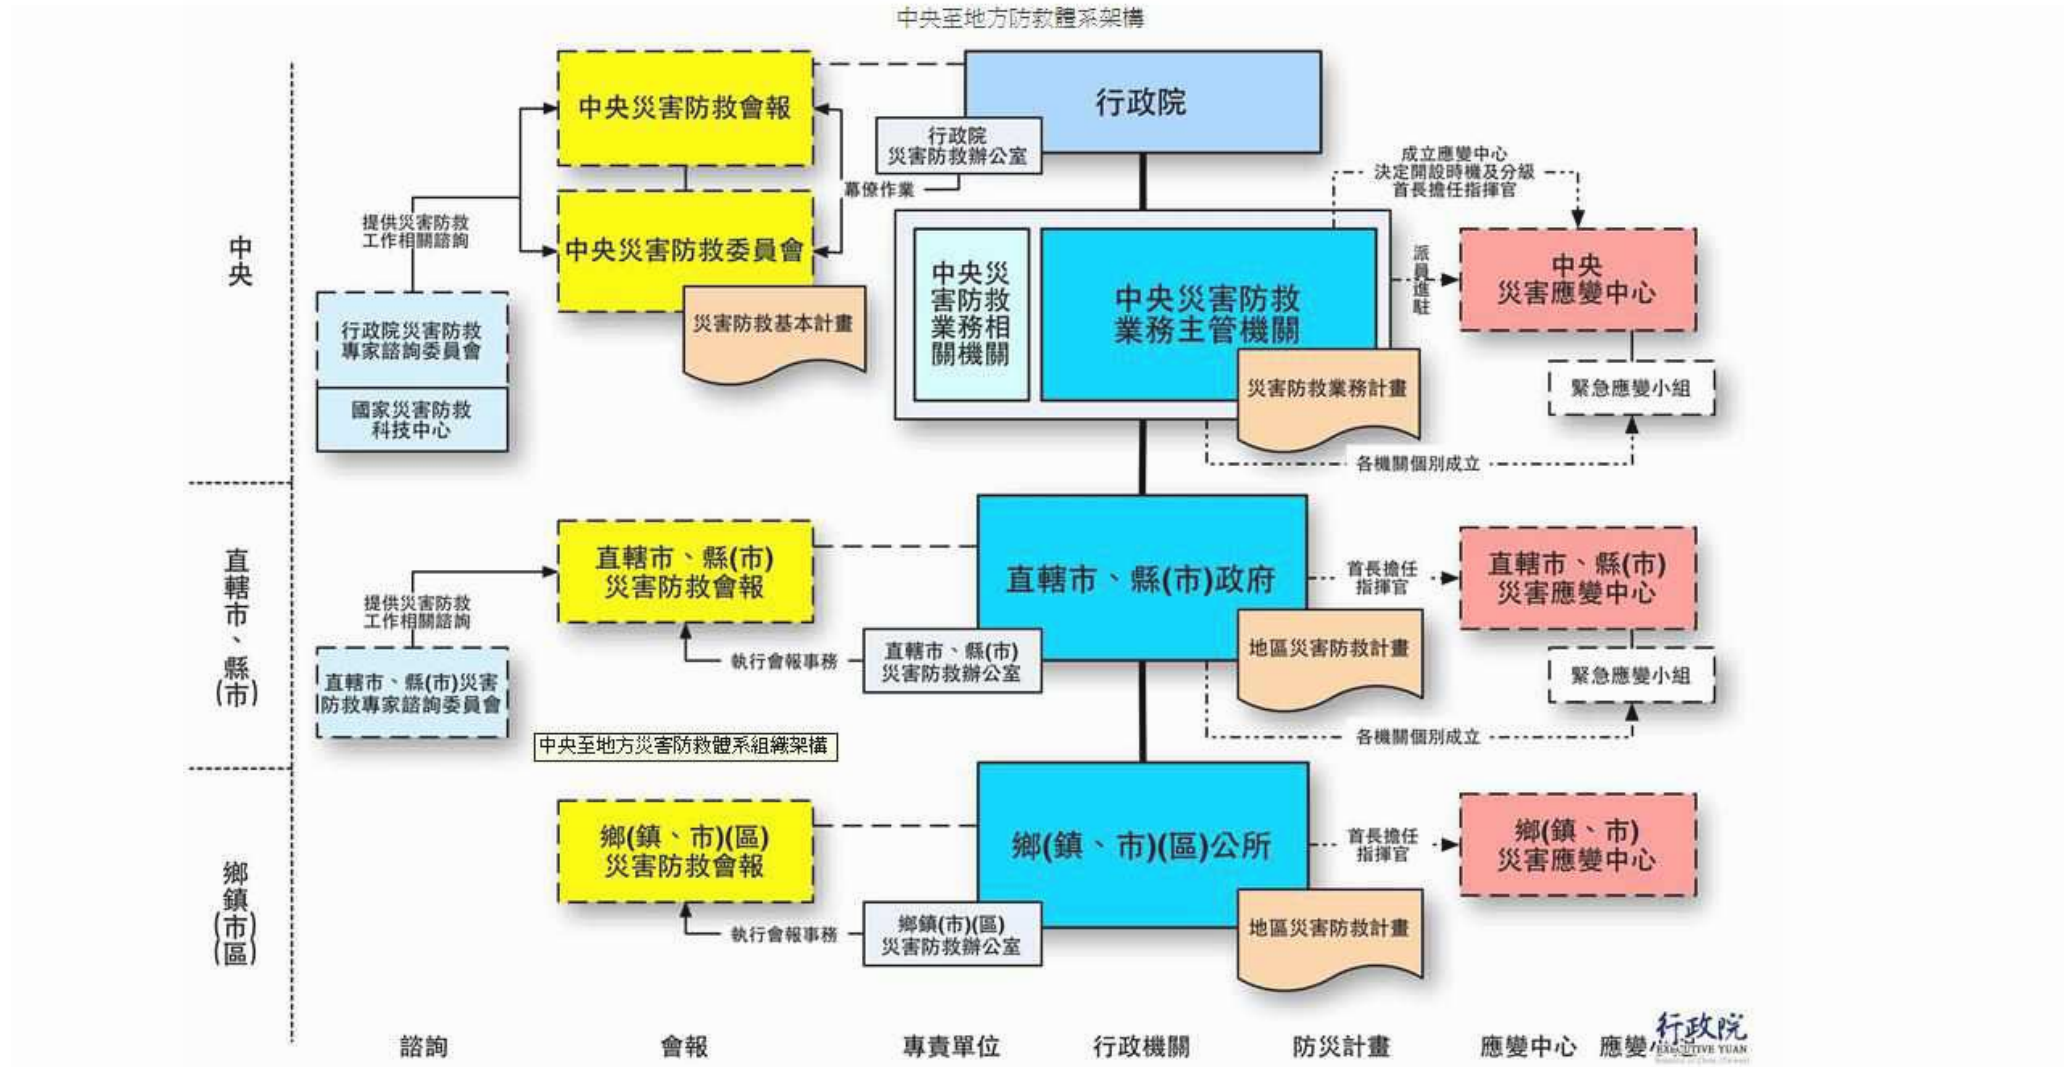 中央至地方防救體系架構
中央
中央災害防救會報
行政院
行政院
災害防救辦公室
幕僚作業
成立應變中心
決定開設時機及分級
首長擔任指揮官
提供災害防救
工作相關諮詢
中央災害防救委員會
災害防救基本計畫
中央災
害防救
業務相
關機關
中央災害防救
業務主管機關
派員進駐
中央
災害應變中心
行政院災害防救
專家諮詢委員會
國家災害防救
科技中心
災害防救業務計畫
緊急應變小組
各機關個別成立
直轄市、縣(市)
直轄市、縣(市)
災害防救會報
直轄市、縣(市)政府
首長擔任
指揮官
直轄市、縣(市)
災害應變中心
提供災害防救
工作相關諮詢
執行會報事務
直轄市、縣(市)
災害防救辦公室
地區災害防救計畫
緊急應變小組
直轄市、縣(市)災害
防救專家諮詢委員會
各機關個別成立
中央至地方災害防救體系組織架構
鄉鎮(市)(區)
鄉(鎮、市)(區)
災害防救會報
鄉(鎮、市)(區)公所
首長擔任
指揮官
鄉(鎮、市)
災害應變中心
執行會報事務
鄉鎮(市)(區)
災害防救辦公室
地區災害防救計畫
諮詢
會報
專責單位
行政機關
防災計畫
應變中心
應變
行政院
EXECUTIVE YUAN